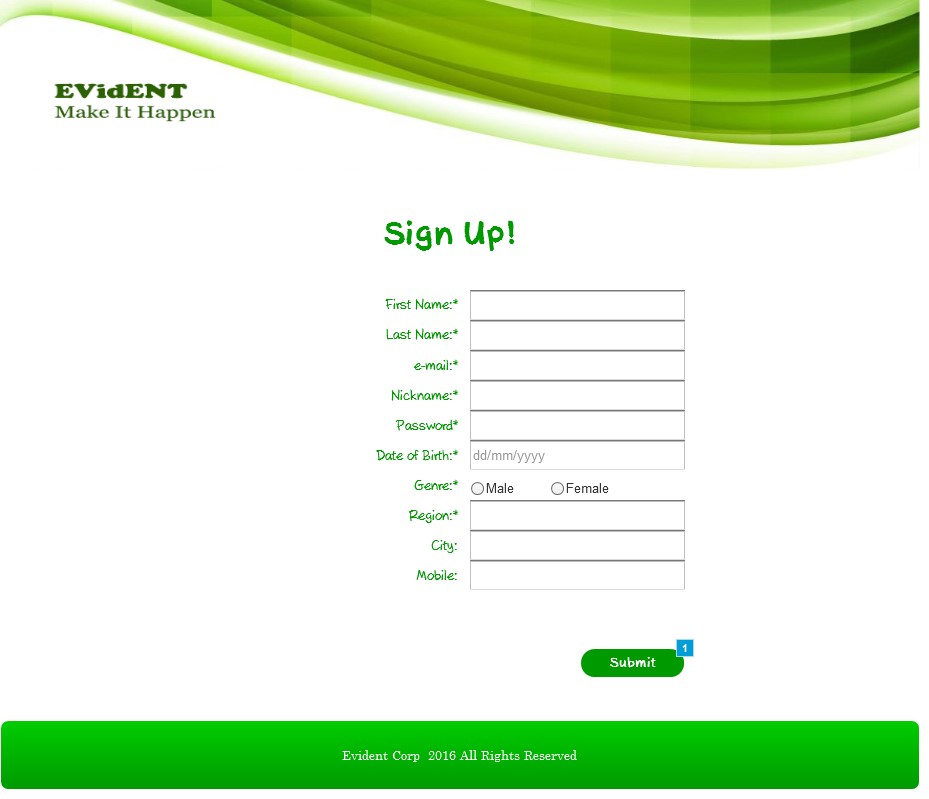 EVidENT
Make It Happen
Sign Up!
First Name:*
Last Name:*
e-mail:*
Nickname:*
Password*
Date of Birth:* dd/mm/yyyy
Genre:* Male Female
Region:*
City:
Mobile:
1
Submit
Evident Corp 2016 All Rights Reserved